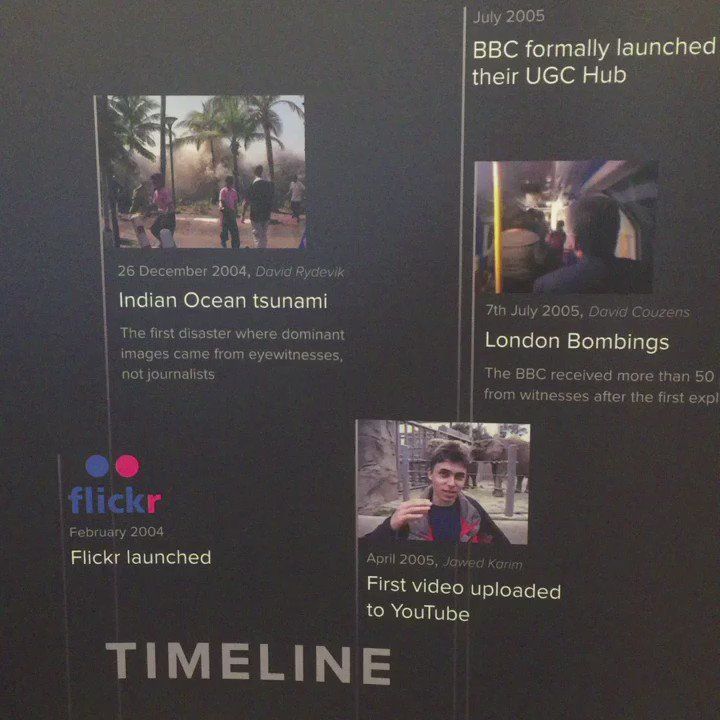 July 2005
BBC formally launched
their UGC Hub
26 December 2004, David Rydevik
Indian Ocean tsunami
The first disaster where dominant
images came from eyewitnesses,
not journalists
7th July 2005, David Couzens
London Bombings
The BBC received more than 50
from witnesses after the first expl
flickr
February 2004
Flickr launched
April 2005, Jawed Karim
First video uploaded
to YouTube
TIMELINE